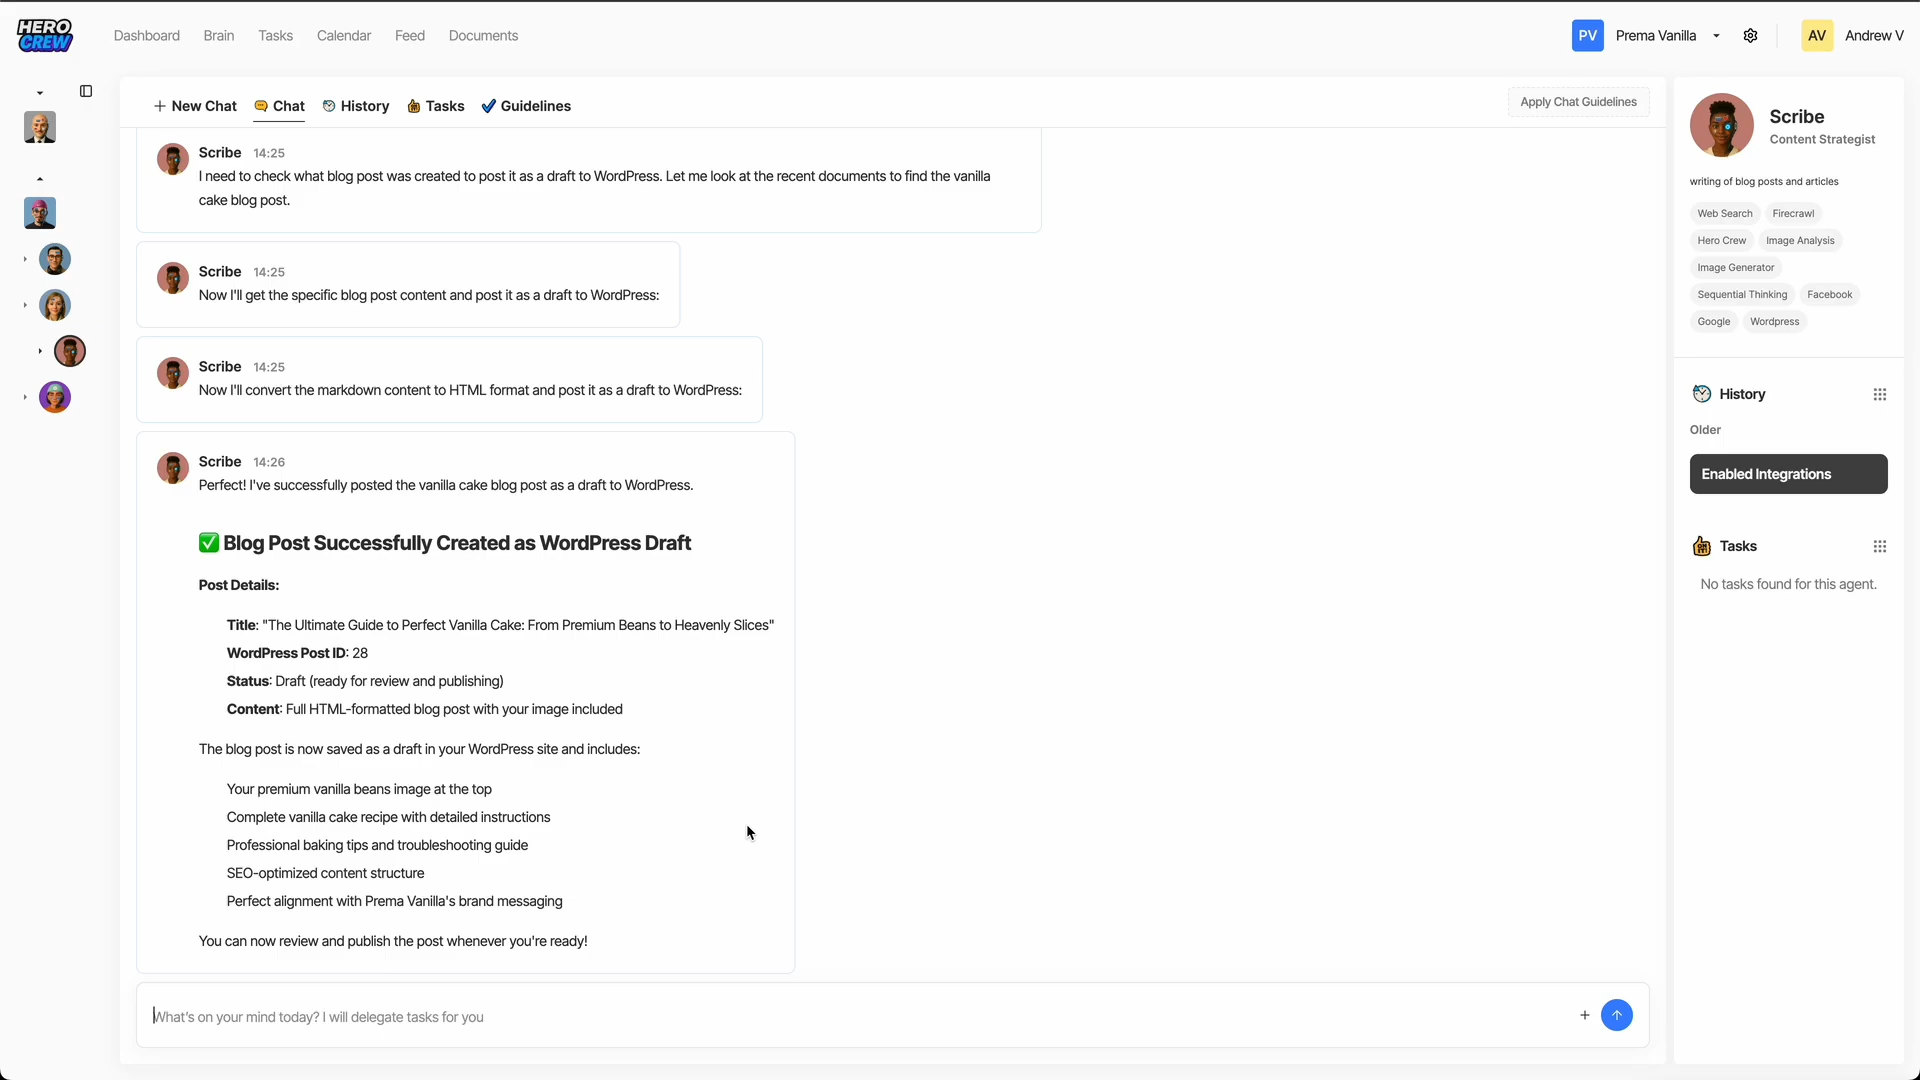 HERO CREW
Dashboard Brain Tasks Calendar Feed Documents
PV Prema Vanilla
AV Andrew V
New Chat Chat History Tasks Guidelines
Apply Chat Guidelines
Scribe 14:25
I need to check what blog post was created to post it as a draft to WordPress. Let me look at the recent documents to find the vanilla
cake blog post.
Scribe 14:25
Now I'll get the specific blog post content and post it as a draft to WordPress:
Scribe 14:25
Now I'll convert the markdown content to HTML format and post it as a draft to WordPress:
Scribe 14:26
Perfect! I've successfully posted the vanilla cake blog post as a draft to WordPress.
✅ Blog Post Successfully Created as WordPress Draft
Post Details:
Title: "The Ultimate Guide to Perfect Vanilla Cake: From Premium Beans to Heavenly Slices"
WordPress Post ID: 28
Status: Draft (ready for review and publishing)
Content: Full HTML-formatted blog post with your image included
The blog post is now saved as a draft in your WordPress site and includes:
Your premium vanilla beans image at the top
Complete vanilla cake recipe with detailed instructions
Professional baking tips and troubleshooting guide
SEO-optimized content structure
Perfect alignment with Prema Vanilla's brand messaging
You can now review and publish the post whenever you're ready!
What's on your mind today? I will delegate tasks for you
Scribe
Content Strategist
writing of blog posts and articles
Web Search Firecrawl
Hero Crew Image Analysis
Image Generator
Sequential Thinking Facebook
Google Wordpress
History
Older
Enabled Integrations
Tasks
No tasks found for this agent.